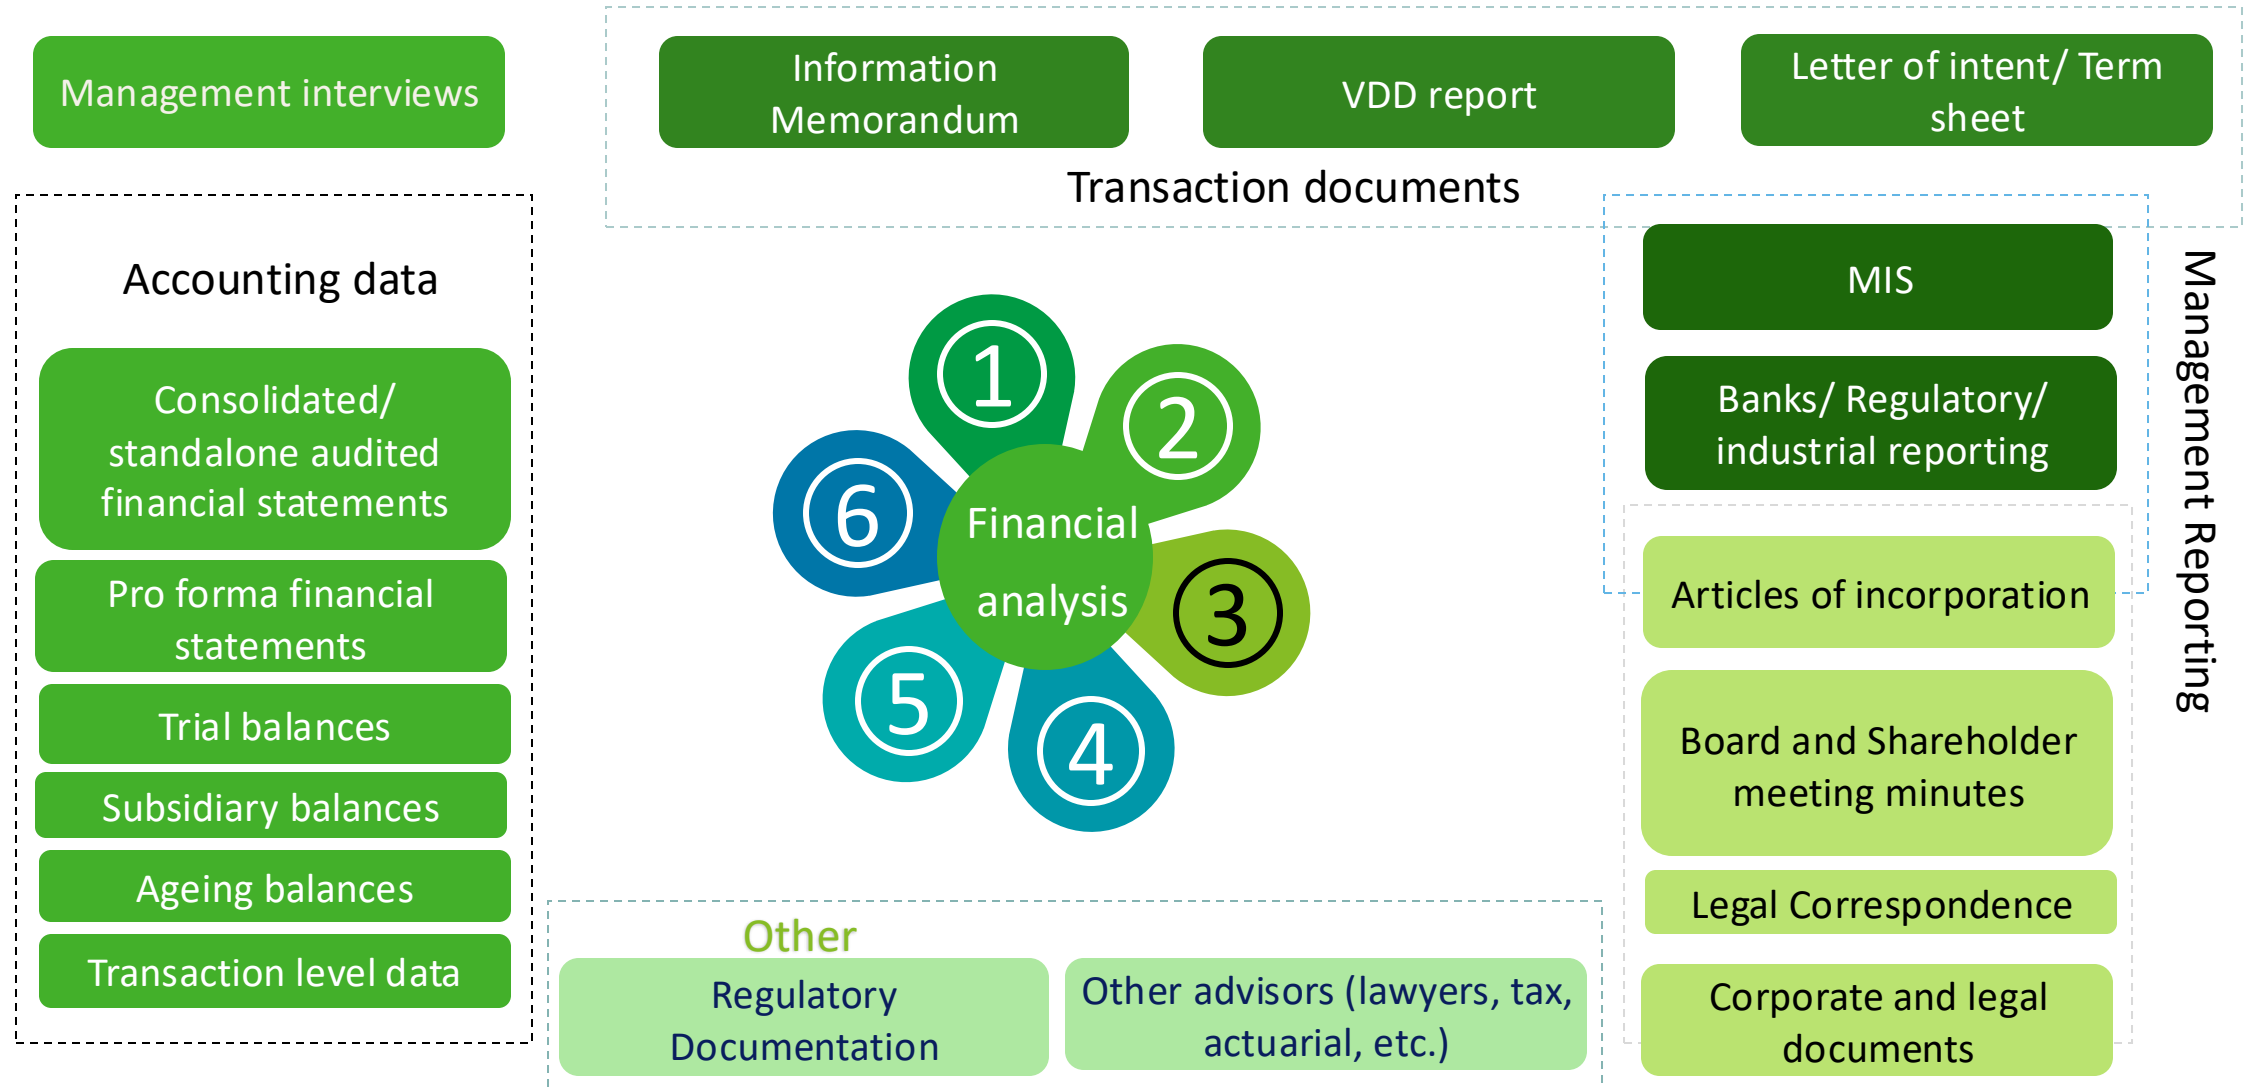 Management interviews
Information
Memorandum
VDD report
Letter of intent/ Term
sheet
Transaction documents
Accounting data
Consolidated/
standalone audited
financial statements
Pro forma financial
statements
Trial balances
Subsidiary balances
Ageing balances
Transaction level data
1
2
3
4
5
6
Financial
analysis
MIS
Banks/ Regulatory/
industrial reporting
Management Reporting
Articles of incorporation
Board and Shareholder
meeting minutes
Legal Correspondence
Corporate and legal
documents
Other
Regulatory
Documentation
Other advisors (lawyers, tax,
actuarial, etc.)